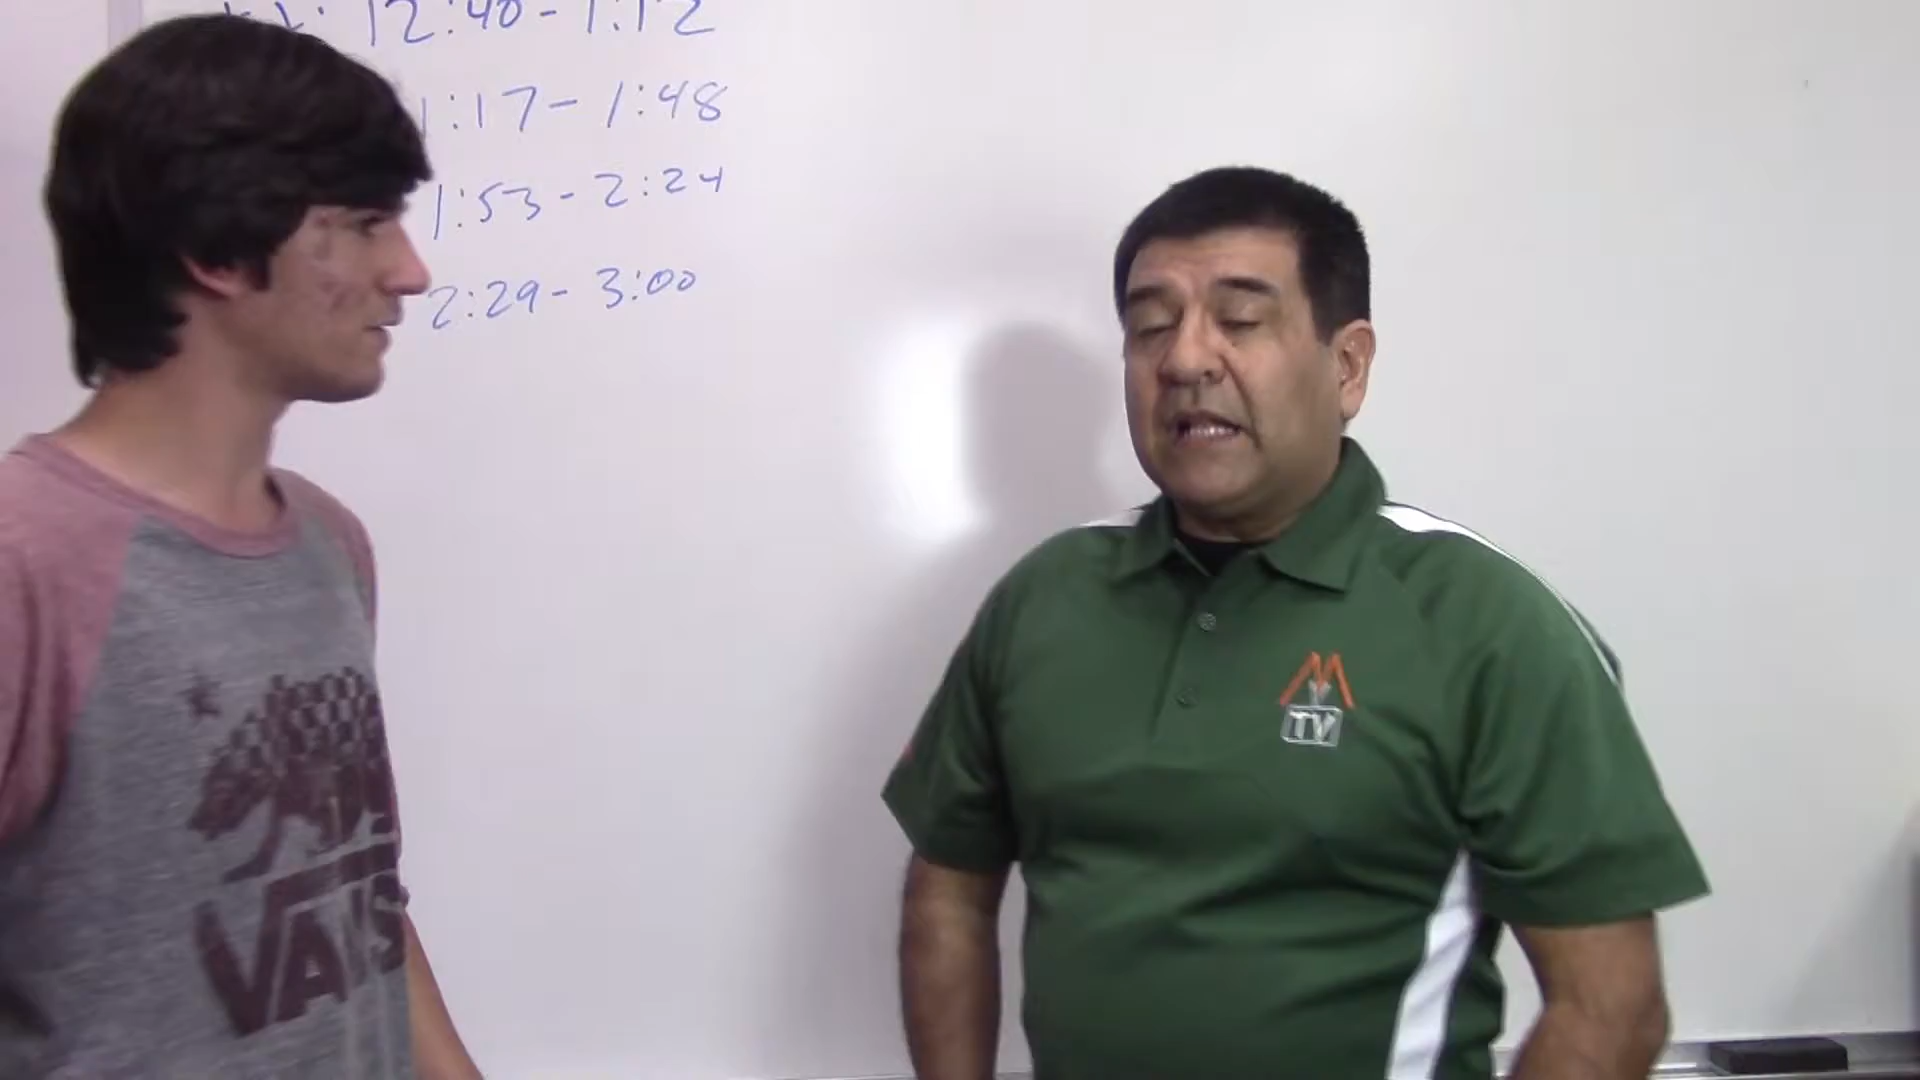 12:40 - 1:12
1:17 - 1:48
1:53 - 2:24
2:29 - 3:00
M
TV
VANS